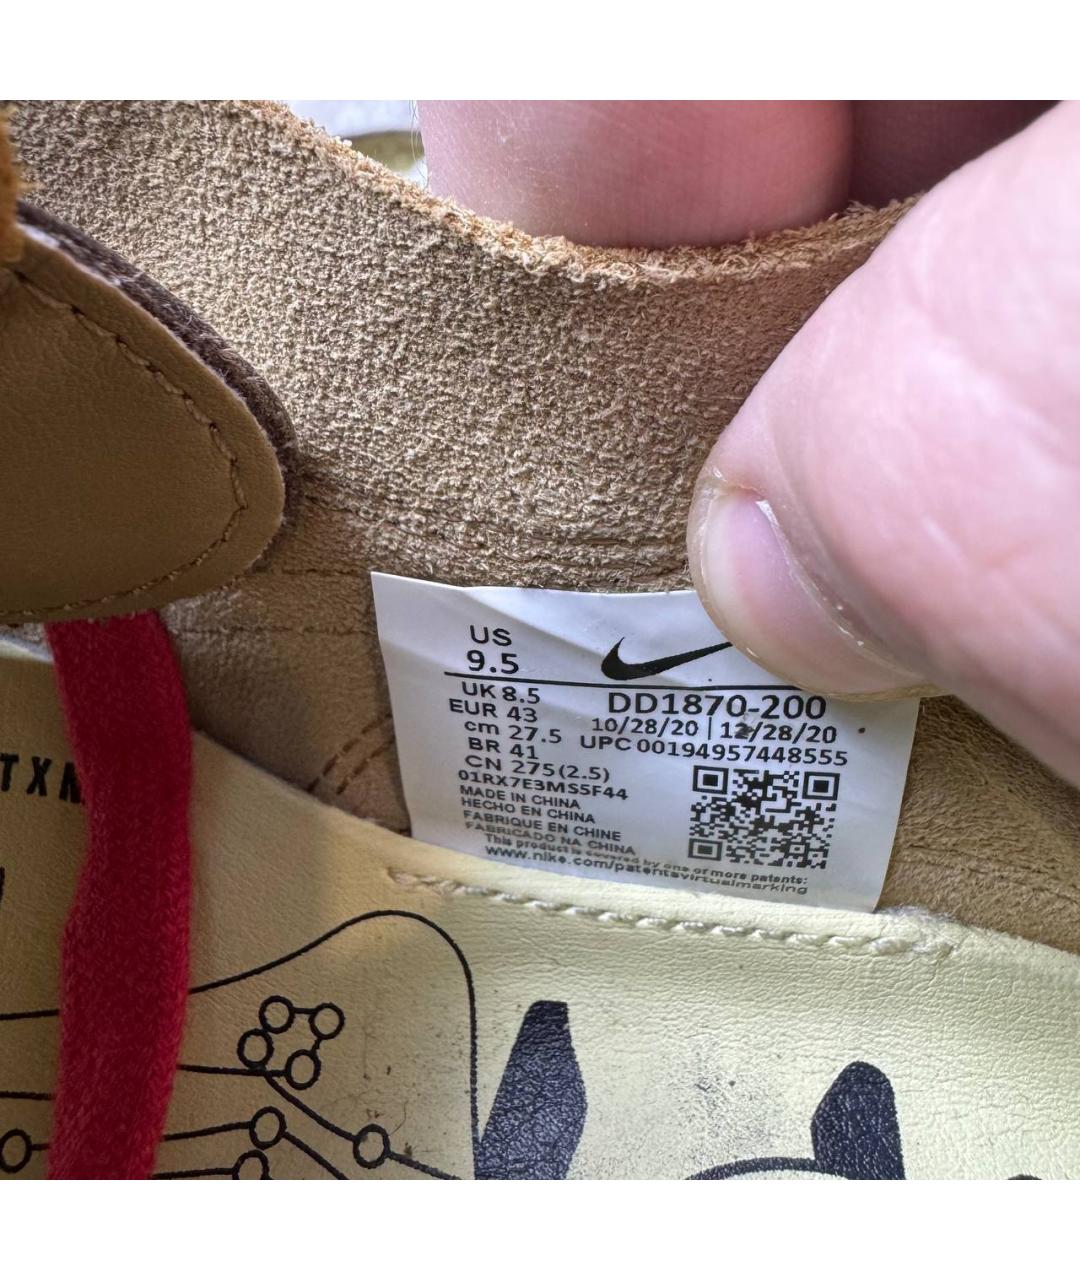 US
9.5
UK 8.5
EUR 43
cm 27.5
BR 41
CN 275(2.5)
01RX7E3MS5F44
MADE IN CHINA
HECHO EN CHINA
FABRIQUE EN CHINE
FABRICADO NA CHINA
This product is covered by one or more patents:
www.nike.com/patentsvirtualmarking
DD1870-200
10/28/20 | 12/28/20
UPC 00194957448555